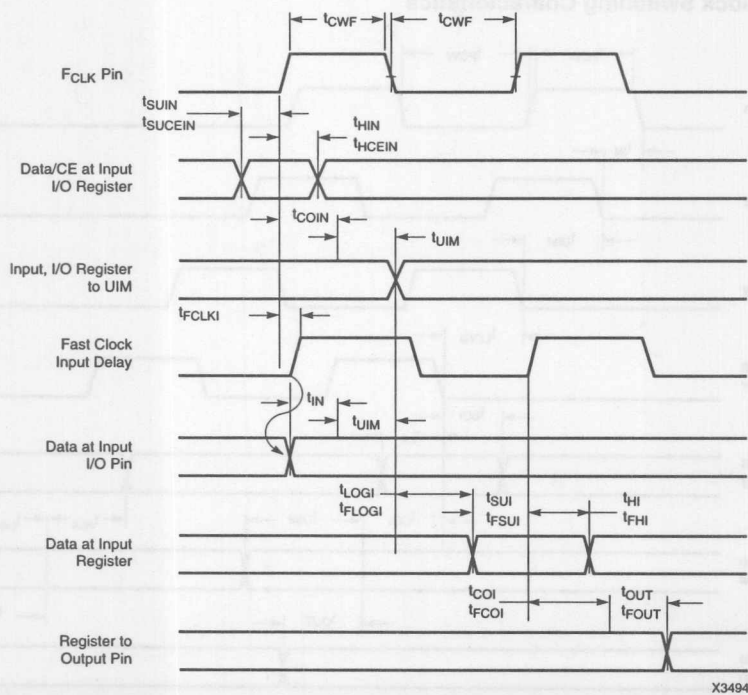 tCWF tCWF
FCLK Pin
tSUIN
tSUCEIN
tHIN
tHCEIN
Data/CE at Input
I/O Register
tCOIN
tUIM
Input, I/O Register
to UIM
tFCLKI
Fast Clock
Input Delay
tIN
tUIM
Data at Input
I/O Pin
tLOGI
tFLOGI
tSUI
tFSUI
tHI
tFHI
Data at Input
Register
tCOI
tFCOI
tOUT
tFOUT
Register to
Output Pin
X3494